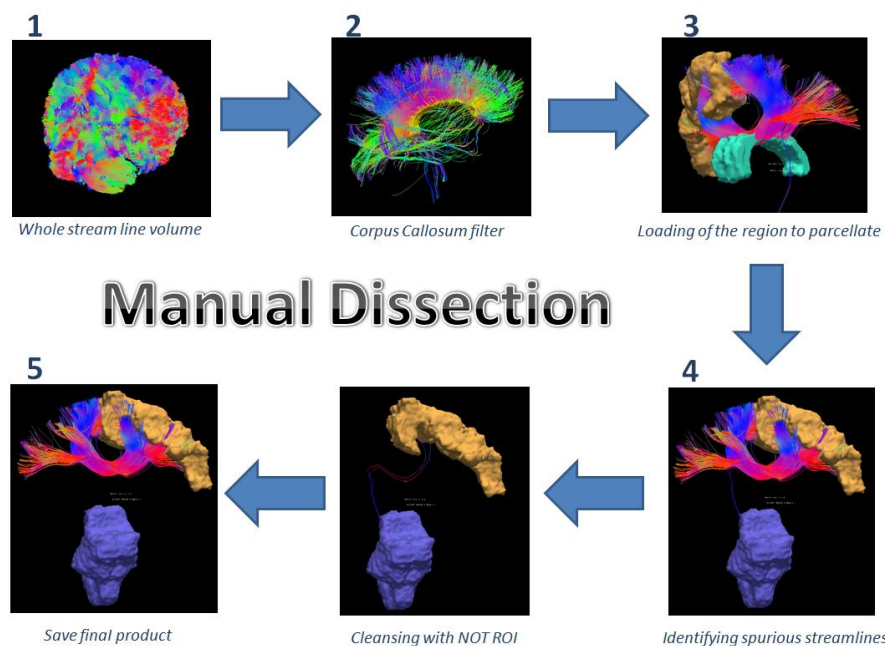 1
2
3
Whole stream line volume
Corpus Callosum filter
Loading of the region to parcellate
Manual Dissection
5
4
Save final product
Cleansing with NOT ROI
Identifying spurious streamlines